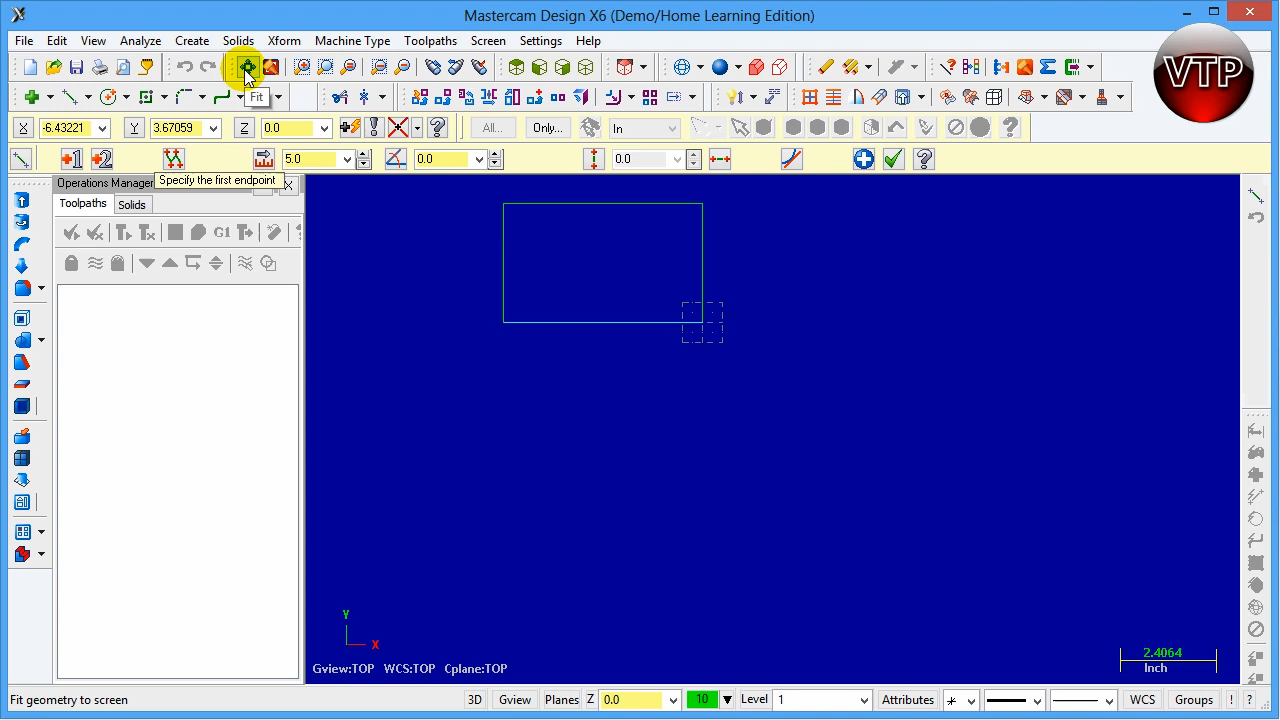 Mastercam Design X6 (Demo/Home Learning Edition)
File Edit View Analyze Create Solids Xform Machine Type Toolpaths Screen Settings Help
VTP
Fit
X -6.43221 Y 3.67059 Z 0.0 All... Only... In
+1 +2 5.0 0.0 0.0
Specify the first endpoint
Operations Manager
Toolpaths Solids
G1
Y
X
Gview:TOP WCS:TOP Cplane:TOP
2.4064
Inch
Fit geometry to screen 3D Gview Planes Z 0.0 10 Level 1 Attributes WCS Groups ! ?